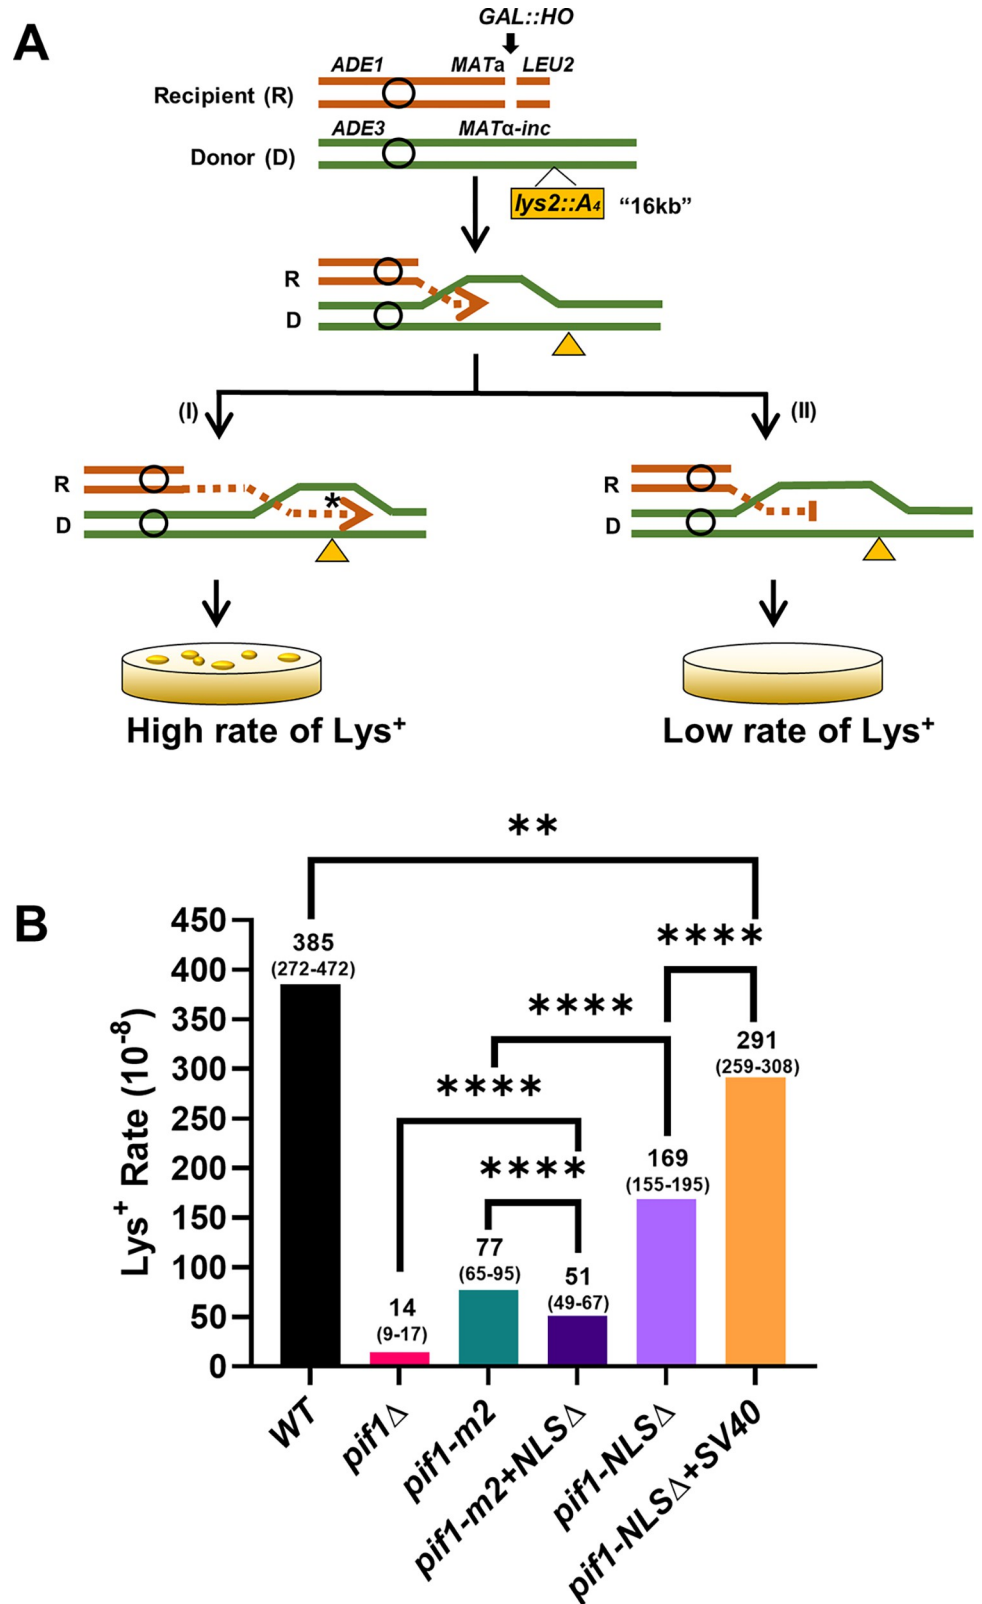 A
GAL::HO
ADE1 MATa LEU2
Recipient (R)
ADE3 MATα-inc
Donor (D)
lys2::A4 “16kb”
R
D
(I) (II)
R R
* 
D D
High rate of Lys+ Low rate of Lys+
B
**
****
****
****
****
Lys+ Rate (10-8)
450
400
350
300
250
200
150
100
50
0
385
(272-472)
14
(9-17)
77
(65-95)
51
(49-67)
169
(155-195)
291
(259-308)
WT
pif1Δ
pif1-m2
pif1-m2+NLSΔ
pif1-NLSΔ
pif1-NLSΔ+SV40